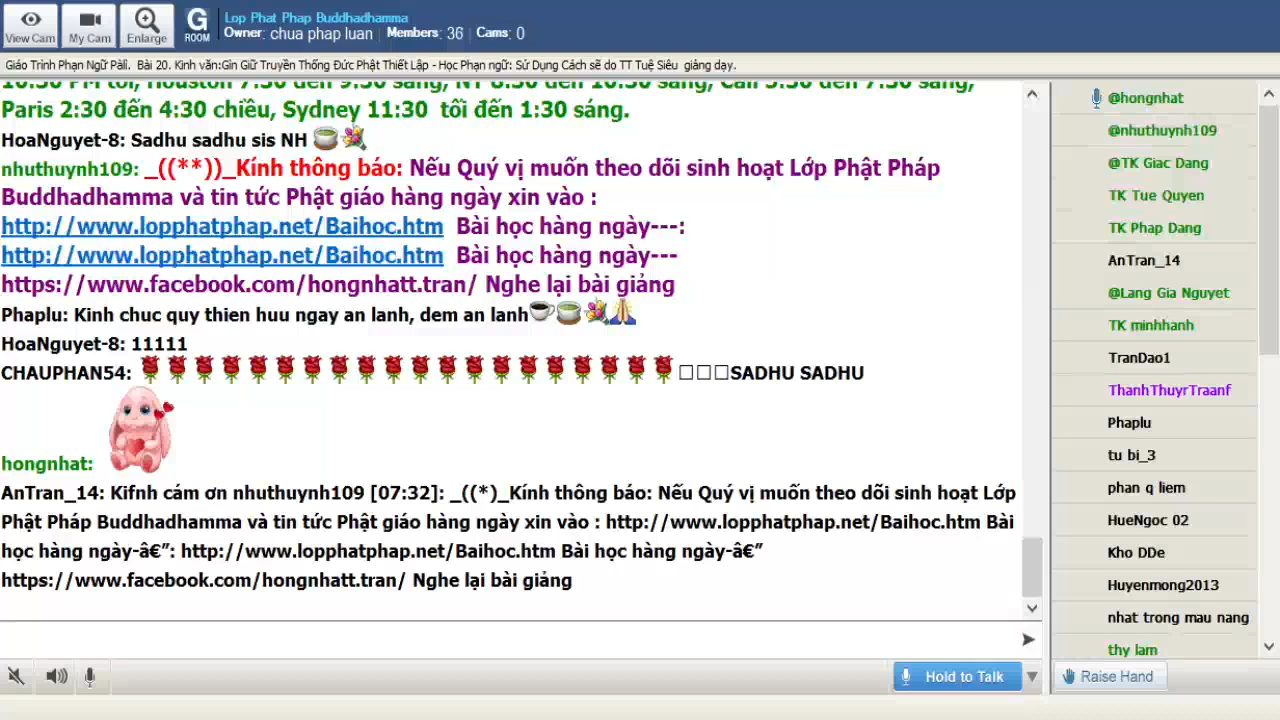 View Cam
My Cam
Enlarge
G
ROOM
Lop Phat Phap Buddhadhamma
Owner: chua phap luan Members: 36 Cams: 0
Giáo Trình Phạn Ngữ Pàli. Bài 20. Kinh văn:Gìn Giữ Truyền Thống Đức Phật Thiết Lập - Học Phạn ngữ: Sử Dụng Cách sẽ do TT Tuệ Siêu giảng dạy.
10:30 PM tối, Houston 7:30 đến 9:30 sáng, NY 8:30 đến 10:30 sáng, Cali 5:30 đến 7:30 sáng,
Paris 2:30 đến 4:30 chiều, Sydney 11:30 tối đến 1:30 sáng.
HoaNguyet-8: Sadhu sadhu sis NH
nhuthuynh109: _((**))_Kính thông báo: Nếu Quý vị muốn theo dõi sinh hoạt Lớp Phật Pháp
Buddhadhamma và tin tức Phật giáo hàng ngày xin vào :
http://www.lopphatphap.net/Baihoc.htm Bài học hàng ngày---:
http://www.lopphatphap.net/Baihoc.htm Bài học hàng ngày---
https://www.facebook.com/hongnhatt.tran/ Nghe lại bài giảng
Phaplu: Kinh chuc quy thien huu ngay an lanh, dem an lanh
HoaNguyet-8: 11111
CHAUPHAN54: □□□SADHU SADHU
hongnhat:
AnTran_14: Kifnh cám ơn nhuthuynh109 [07:32]: _((*)_Kính thông báo: Nếu Quý vị muốn theo dõi sinh hoạt Lớp
Phật Pháp Buddhadhamma và tin tức Phật giáo hàng ngày xin vào : http://www.lopphatphap.net/Baihoc.htm Bài
học hàng ngày-â€”: http://www.lopphatphap.net/Baihoc.htm Bài học hàng ngày-â€”
https://www.facebook.com/hongnhatt.tran/ Nghe lại bài giảng
Hold to Talk
@hongnhat
@nhuthuynh109
@TK Giac Dang
TK Tue Quyen
TK Phap Dang
AnTran_14
@Lang Gia Nguyet
TK minhhanh
TranDao1
ThanhThuyrTraanf
Phaplu
tu bi_3
phan q liem
HueNgoc 02
Kho DDe
Huyenmong2013
nhat trong mau nang
thy lam
Raise Hand